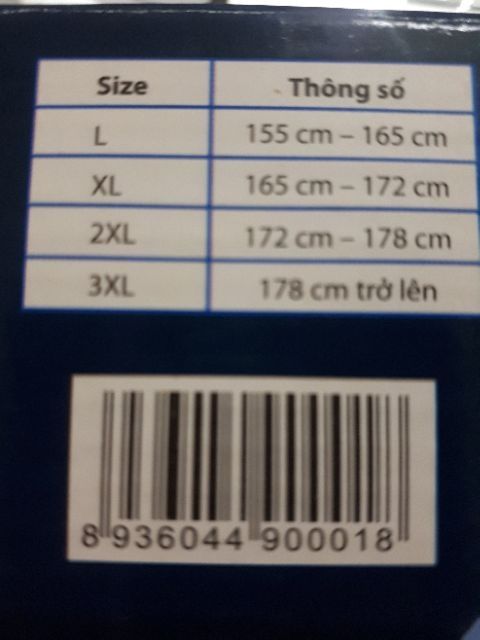 Size Thông số
L 155 cm – 165 cm
XL 165 cm – 172 cm
2XL 172 cm – 178 cm
3XL 178 cm trở lên
8 936044 900018